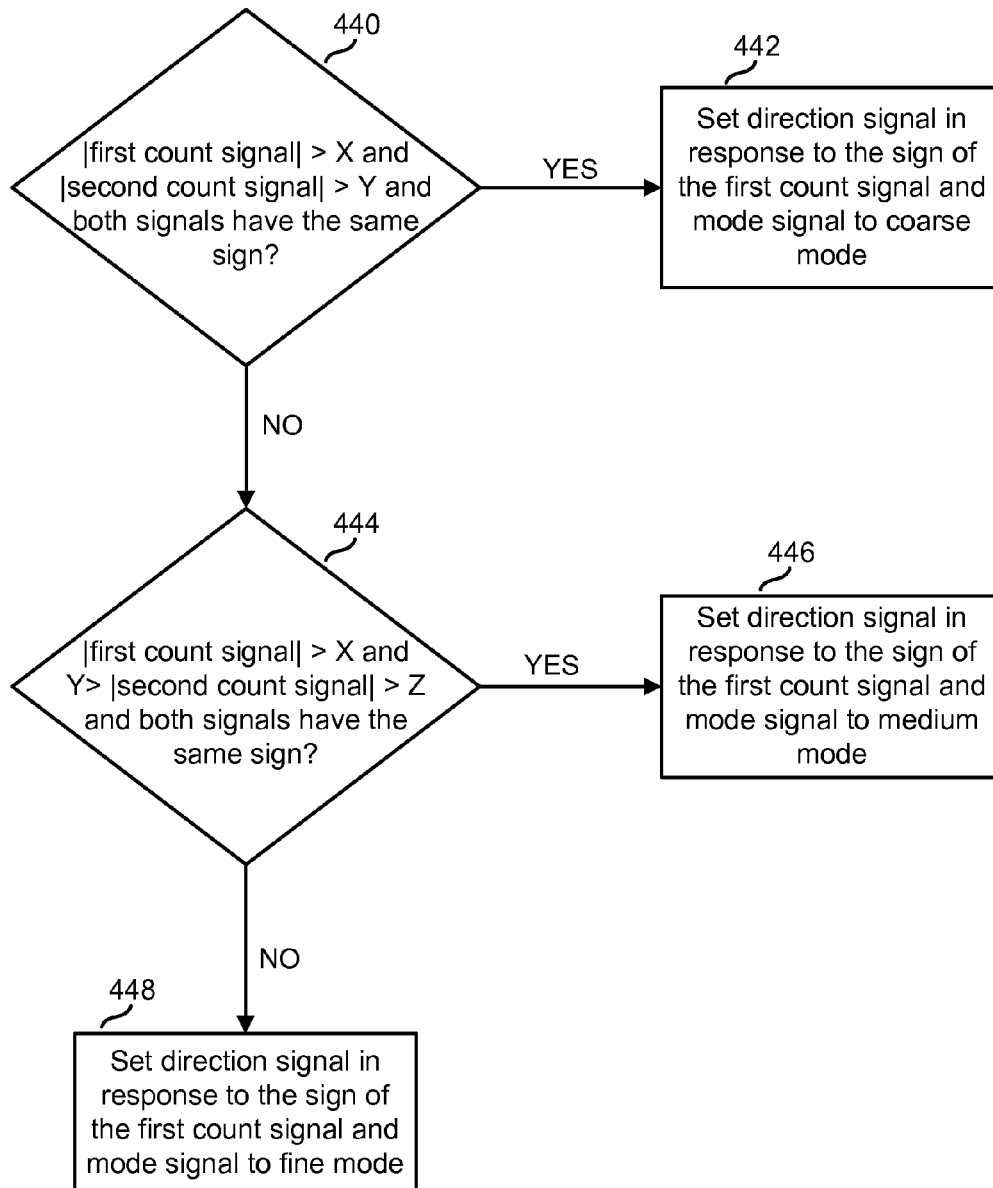 440
|first count signal| > X and
|second count signal| > Y and
both signals have the same
sign?
YES
442
Set direction signal in
response to the sign of
the first count signal and
mode signal to coarse
mode
NO
444
|first count signal| > X and
Y> |second count signal| > Z
and both signals have the
same sign?
YES
446
Set direction signal in
response to the sign of
the first count signal and
mode signal to medium
mode
NO
448
Set direction signal in
response to the sign of
the first count signal and
mode signal to fine mode